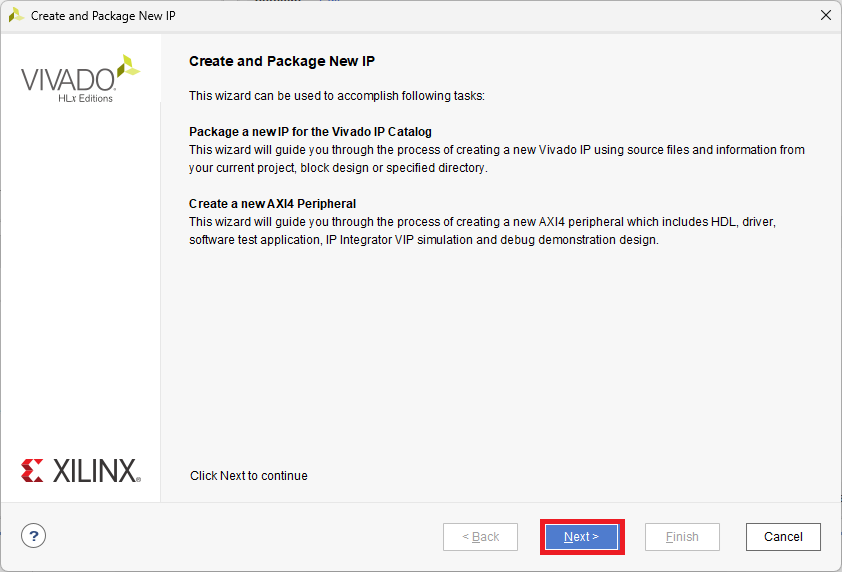 Create and Package New IP
VIVADO
HLx Editions
Create and Package New IP
This wizard can be used to accomplish following tasks:
Package a new IP for the Vivado IP Catalog
This wizard will guide you through the process of creating a new Vivado IP using source files and information from
your current project, block design or specified directory.
Create a new AXI4 Peripheral
This wizard will guide you through the process of creating a new AXI4 peripheral which includes HDL, driver,
software test application, IP Integrator VIP simulation and debug demonstration design.
XILINX
Click Next to continue
?
< Back
Next >
Finish
Cancel